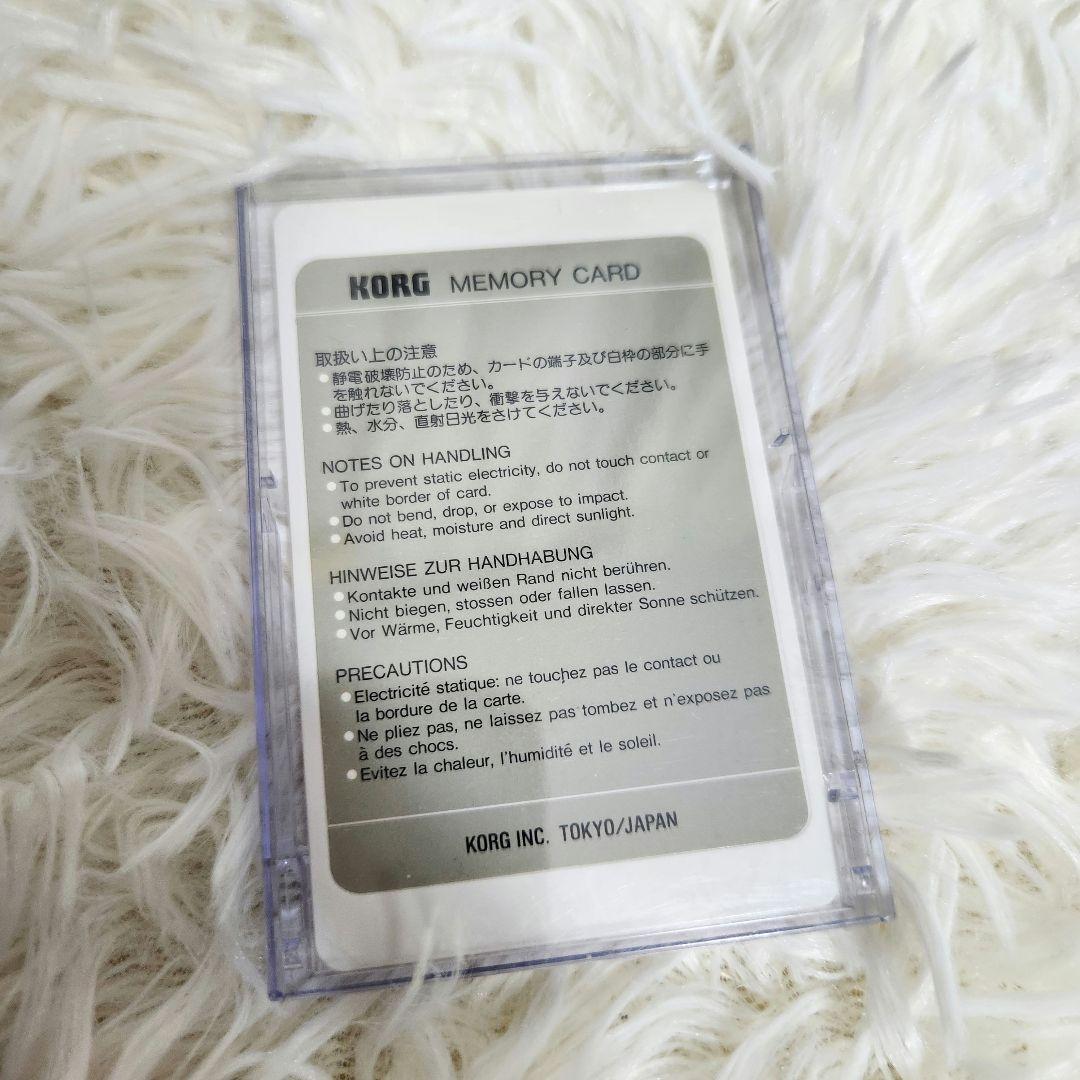 KORG MEMORY CARD
取扱い上の注意
●静電破壊防止のため、カードの端子及び白枠の部分に手
を触れないでください。
●曲げたり落としたり、衝撃を与えないでください。
●熱、水分、直射日光をさけてください。
NOTES ON HANDLING
●To prevent static electricity, do not touch contact or
white border of card.
●Do not bend, drop, or expose to impact.
●Avoid heat, moisture and direct sunlight.
HINWEISE ZUR HANDHABUNG
●Kontakte und weißen Rand nicht berühren.
●Nicht biegen, stossen oder fallen lassen.
●Vor Wärme, Feuchtigkeit und direkter Sonne schützen.
PRECAUTIONS
●Electricité statique: ne touchez pas le contact ou
la bordure de la carte.
●Ne pliez pas, ne laissez pas tombez et n'exposez pas
à des chocs.
●Evitez la chaleur, l'humidité et le soleil.
KORG INC. TOKYO/JAPAN